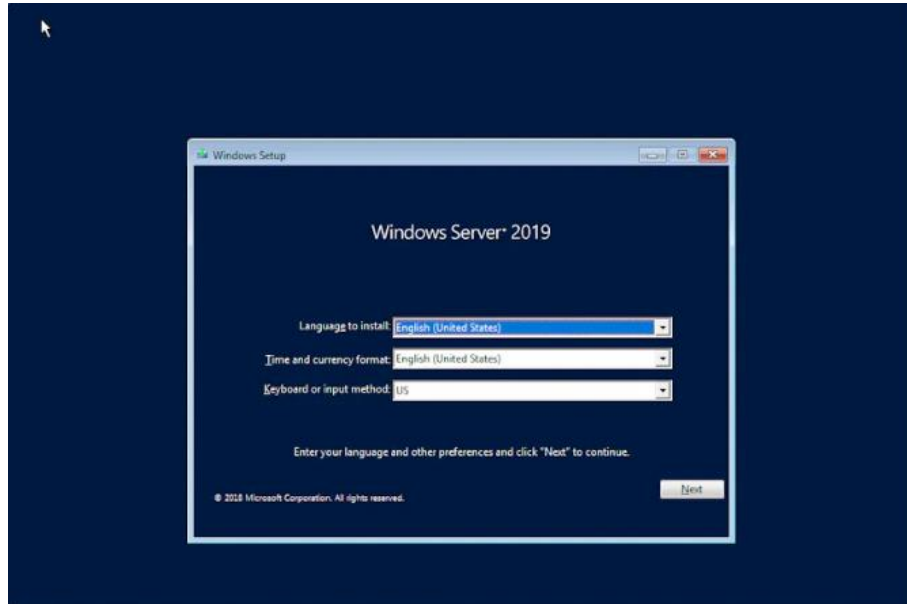 Windows Setup
Windows Server® 2019
Language to install: English (United States)
Time and currency format: English (United States)
Keyboard or input method: US
Enter your language and other preferences and click "Next" to continue.
Next
© 2018 Microsoft Corporation. All rights reserved.